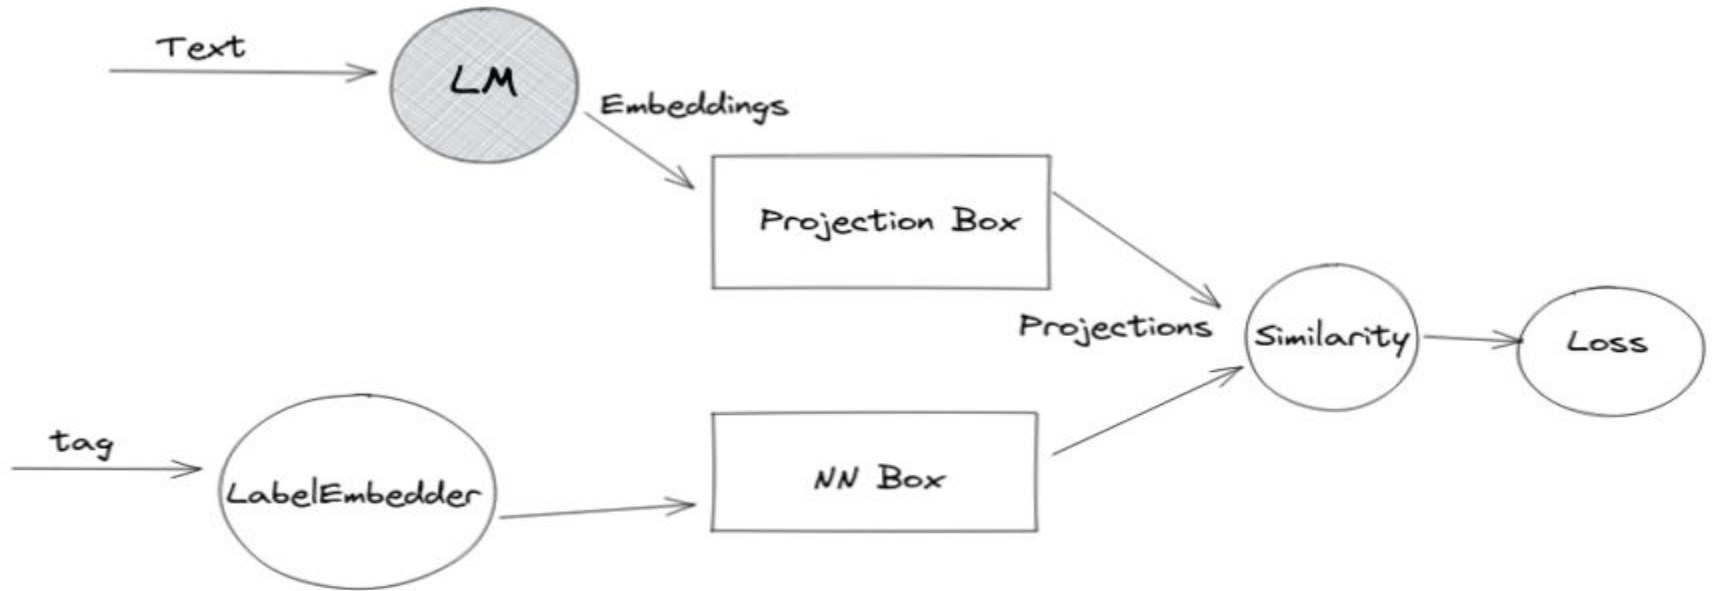 Text
LM
Embeddings
Projection Box
Projections
Similarity
Loss
tag
LabelEmbedder
NN Box